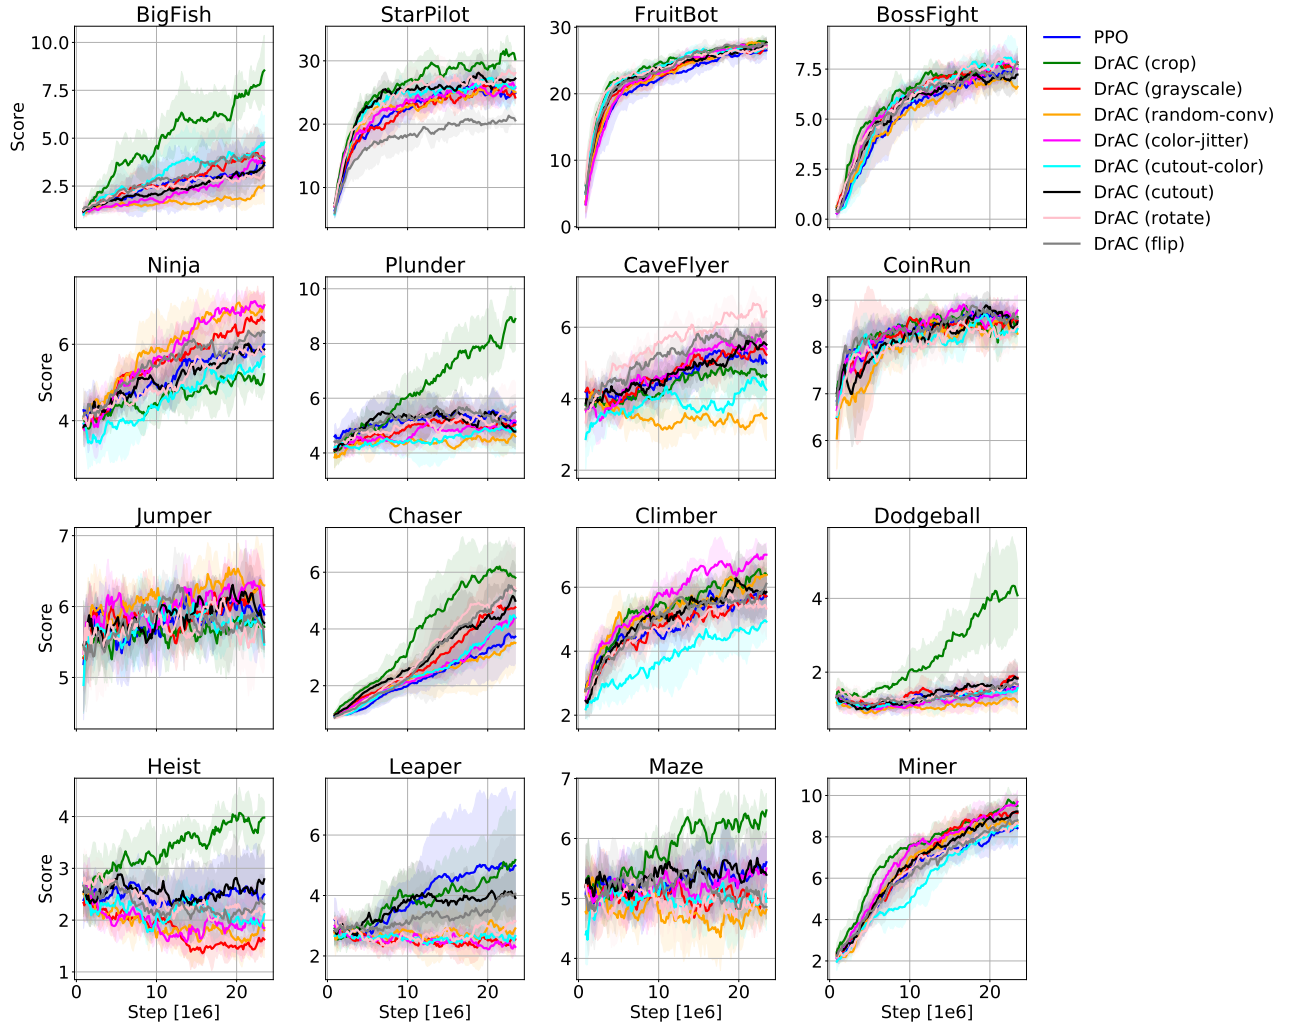 BigFish StarPilot FruitBot BossFight
10.0 7.5 5.0 2.5
Score
30 20 10
30 20 10 0
7.5 5.0 2.5 0.0
PPO
DrAC (crop)
DrAC (grayscale)
DrAC (random-conv)
DrAC (color-jitter)
DrAC (cutout-color)
DrAC (cutout)
DrAC (rotate)
DrAC (flip)
Ninja Plunder CaveFlyer CoinRun
6 4
Score
10 8 6 4
6 4 2
9 8 7 6
Jumper Chaser Climber Dodgeball
7 6 5
Score
6 4 2
6 4 2
4 2
Heist Leaper Maze Miner
4 3 2 1
Score
6 4 2
7 6 5 4
10 8 6 4 2
0 10 20 0 10 20 0 10 20 0 10 20
Step [1e6] Step [1e6] Step [1e6] Step [1e6]